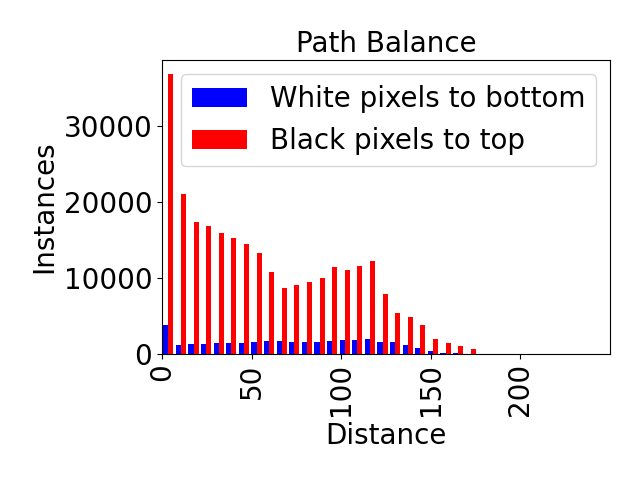 Path Balance
White pixels to bottom
Black pixels to top
Instances
30000
20000
10000
0
0
50
100
150
200
Distance